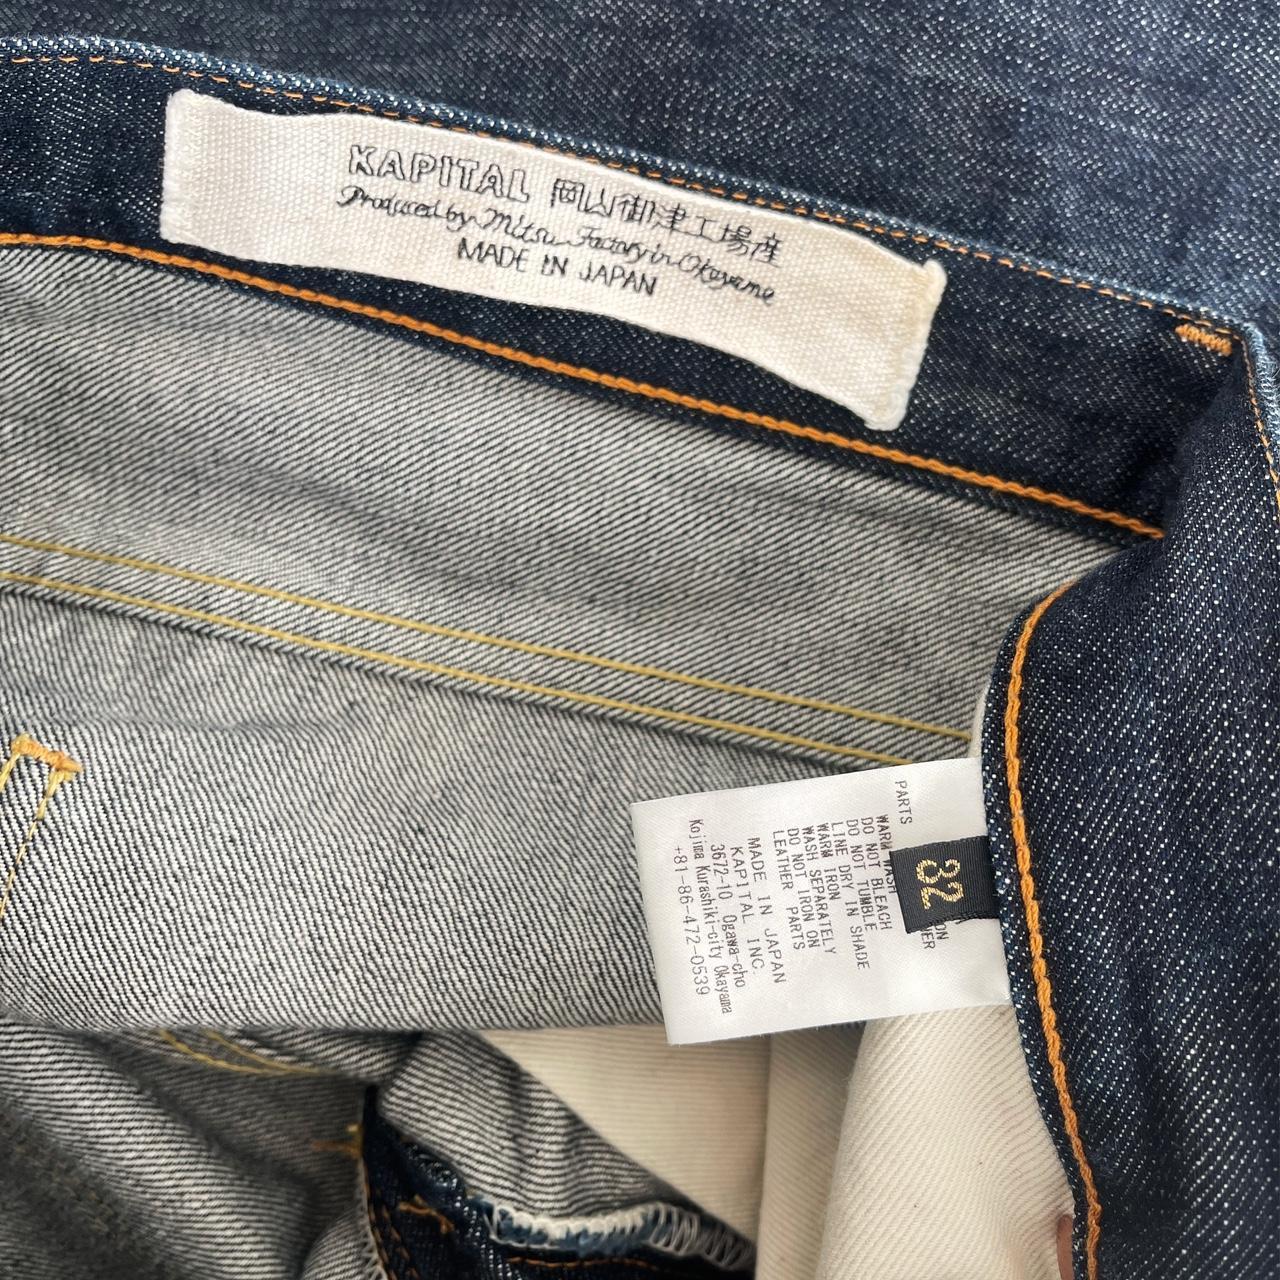 KAPITAL 岡山御津工場産
Produced by Mitsu Factory in Okayama
MADE IN JAPAN
32
PARTS
WARM WASH
DO NOT BLEACH
DO NOT TUMBLE
LINE DRY IN SHADE
WARM IRON
WASH SEPARATELY
DO NOT IRON ON
LEATHER PARTS
MADE IN JAPAN
KAPITAL INC.
3672-10 Ogawa-cho
Kojima Kurashiki-city Okayama
+81-86-472-0539